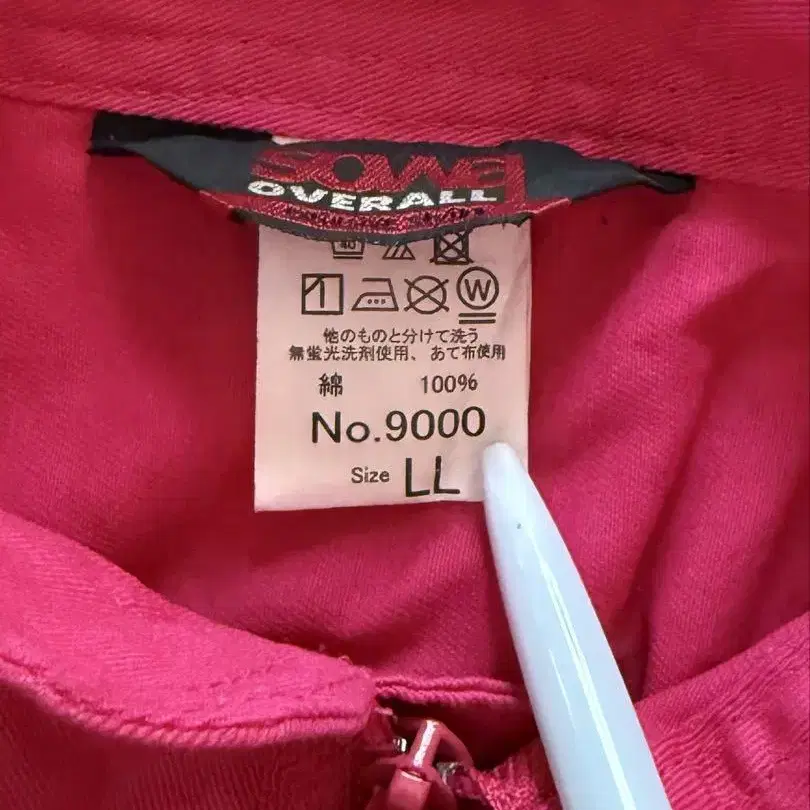 SOWA
OVERALL
40
W
他のものと分けて洗う
無蛍光洗剤使用、あて布使用
綿 100%
No.9000
Size LL